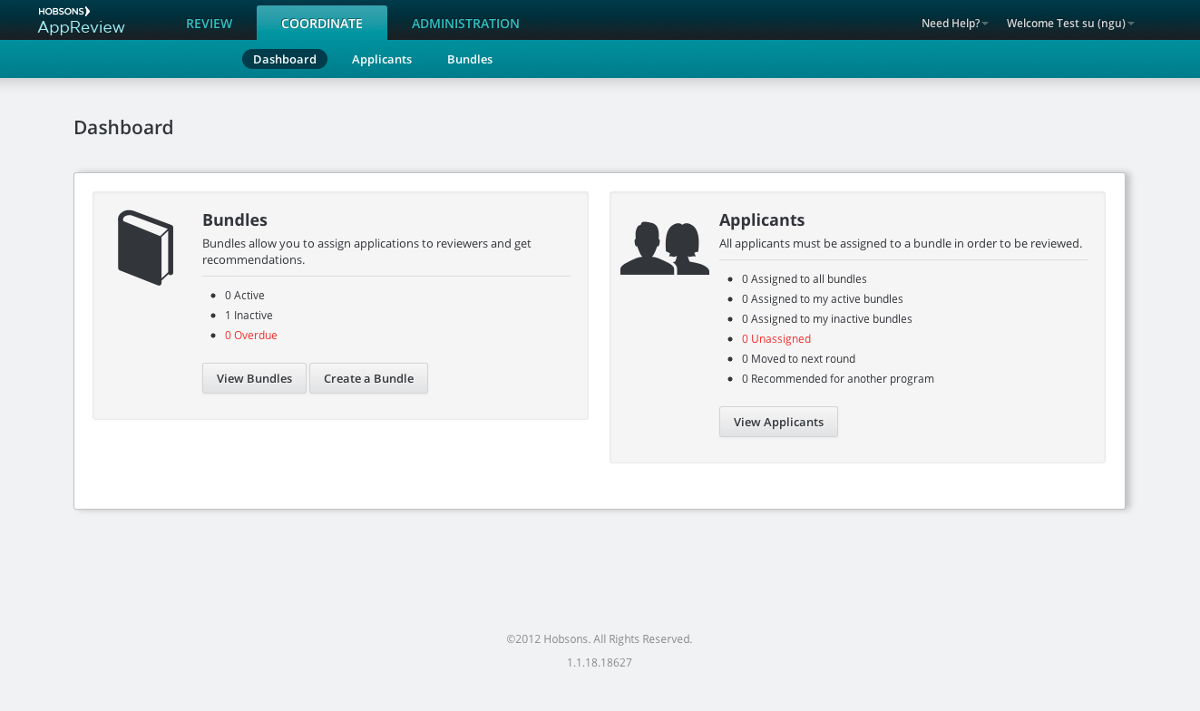 HOBSONS
AppReview
REVIEW
COORDINATE
ADMINISTRATION
Need Help?
Welcome Test su (ngu)
Dashboard
Applicants
Bundles
Dashboard
Bundles
Bundles allow you to assign applications to reviewers and get
recommendations.
0 Active
1 Inactive
0 Overdue
View Bundles
Create a Bundle
Applicants
All applicants must be assigned to a bundle in order to be reviewed.
0 Assigned to all bundles
0 Assigned to my active bundles
0 Assigned to my inactive bundles
0 Unassigned
0 Moved to next round
0 Recommended for another program
View Applicants
©2012 Hobsons. All Rights Reserved.
1.1.18.18627